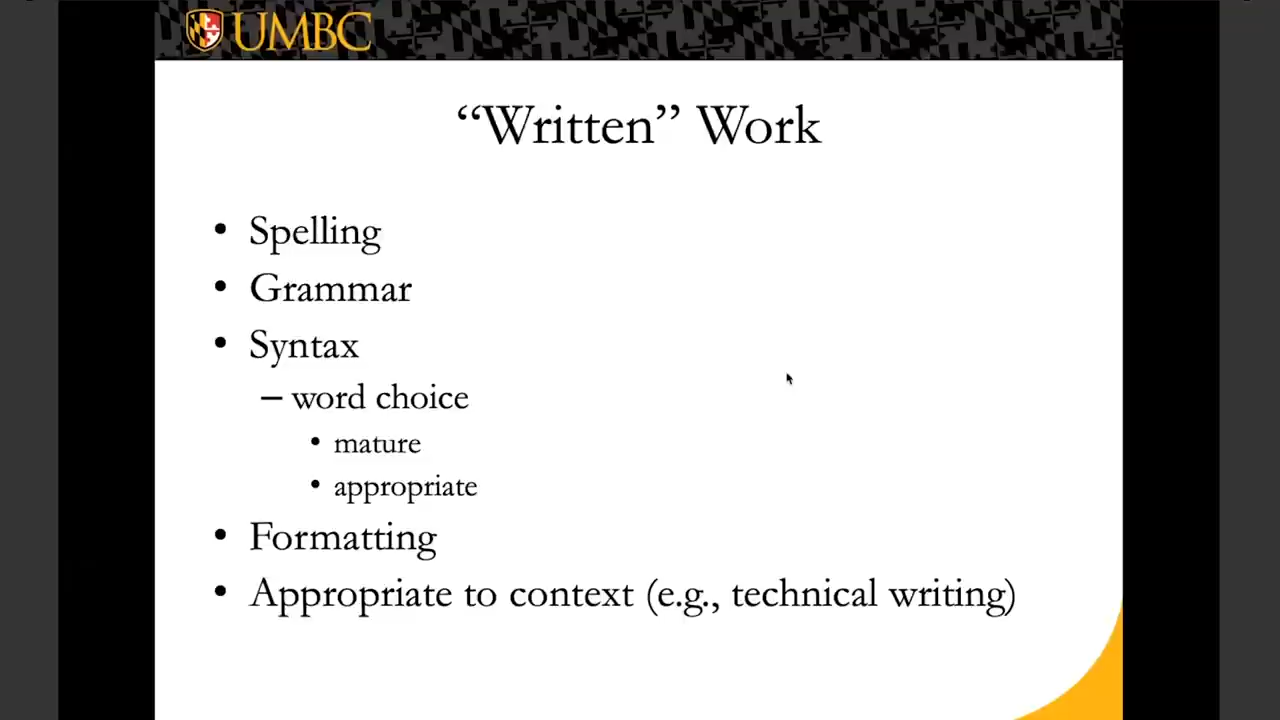 UMBC
“Written” Work
• Spelling
• Grammar
• Syntax
– word choice
• mature
• appropriate
• Formatting
• Appropriate to context (e.g., technical writing)